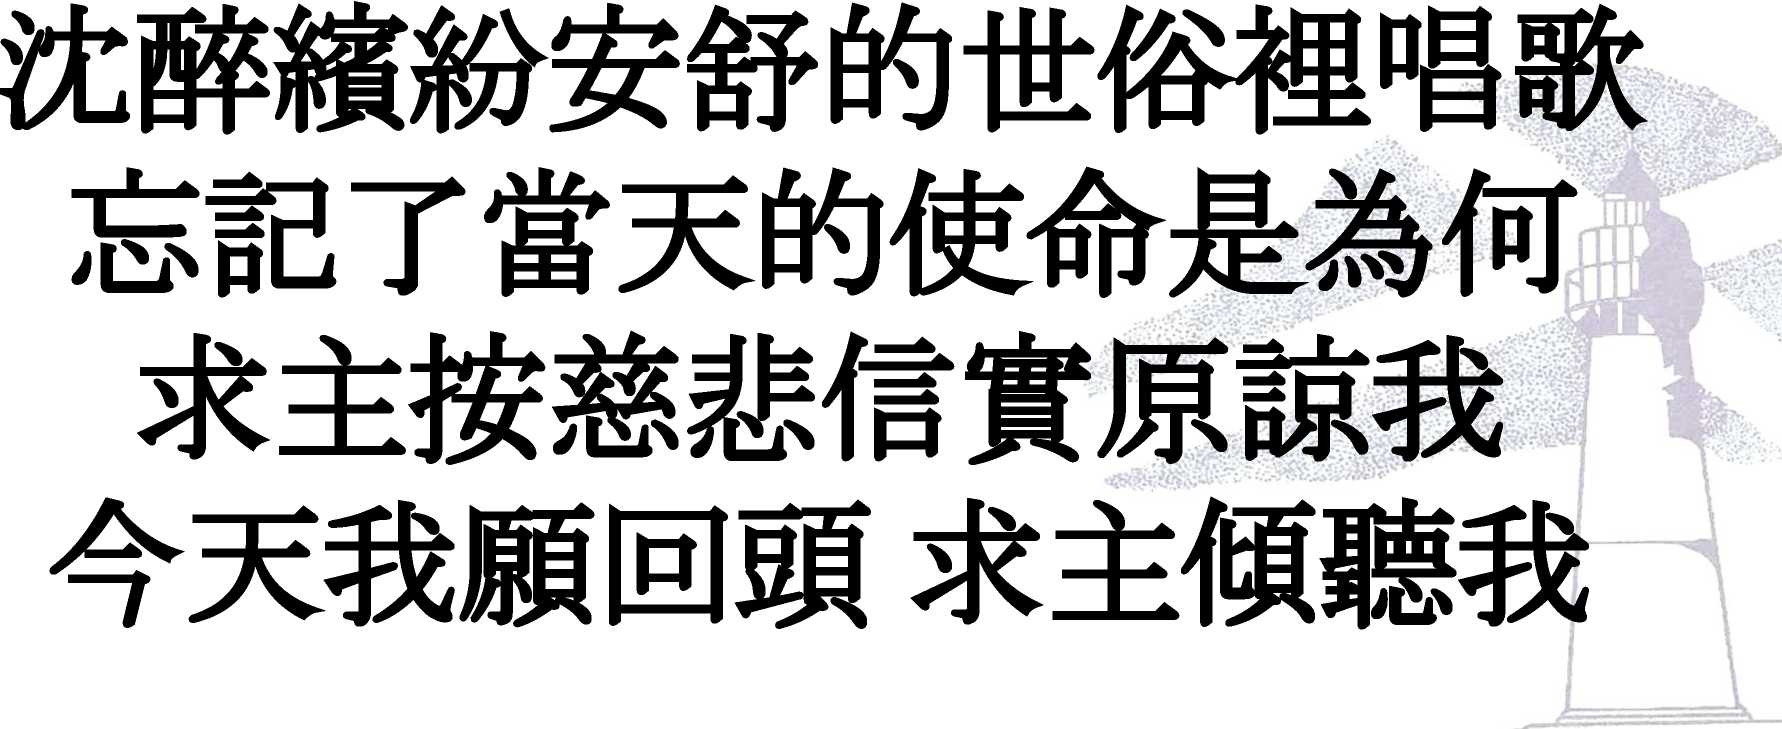 沈醉繽紛安舒的世俗裡唱歌
忘記了當天的使命是為何
求主按慈悲信實原諒我
今天我願回頭 求主傾聽我